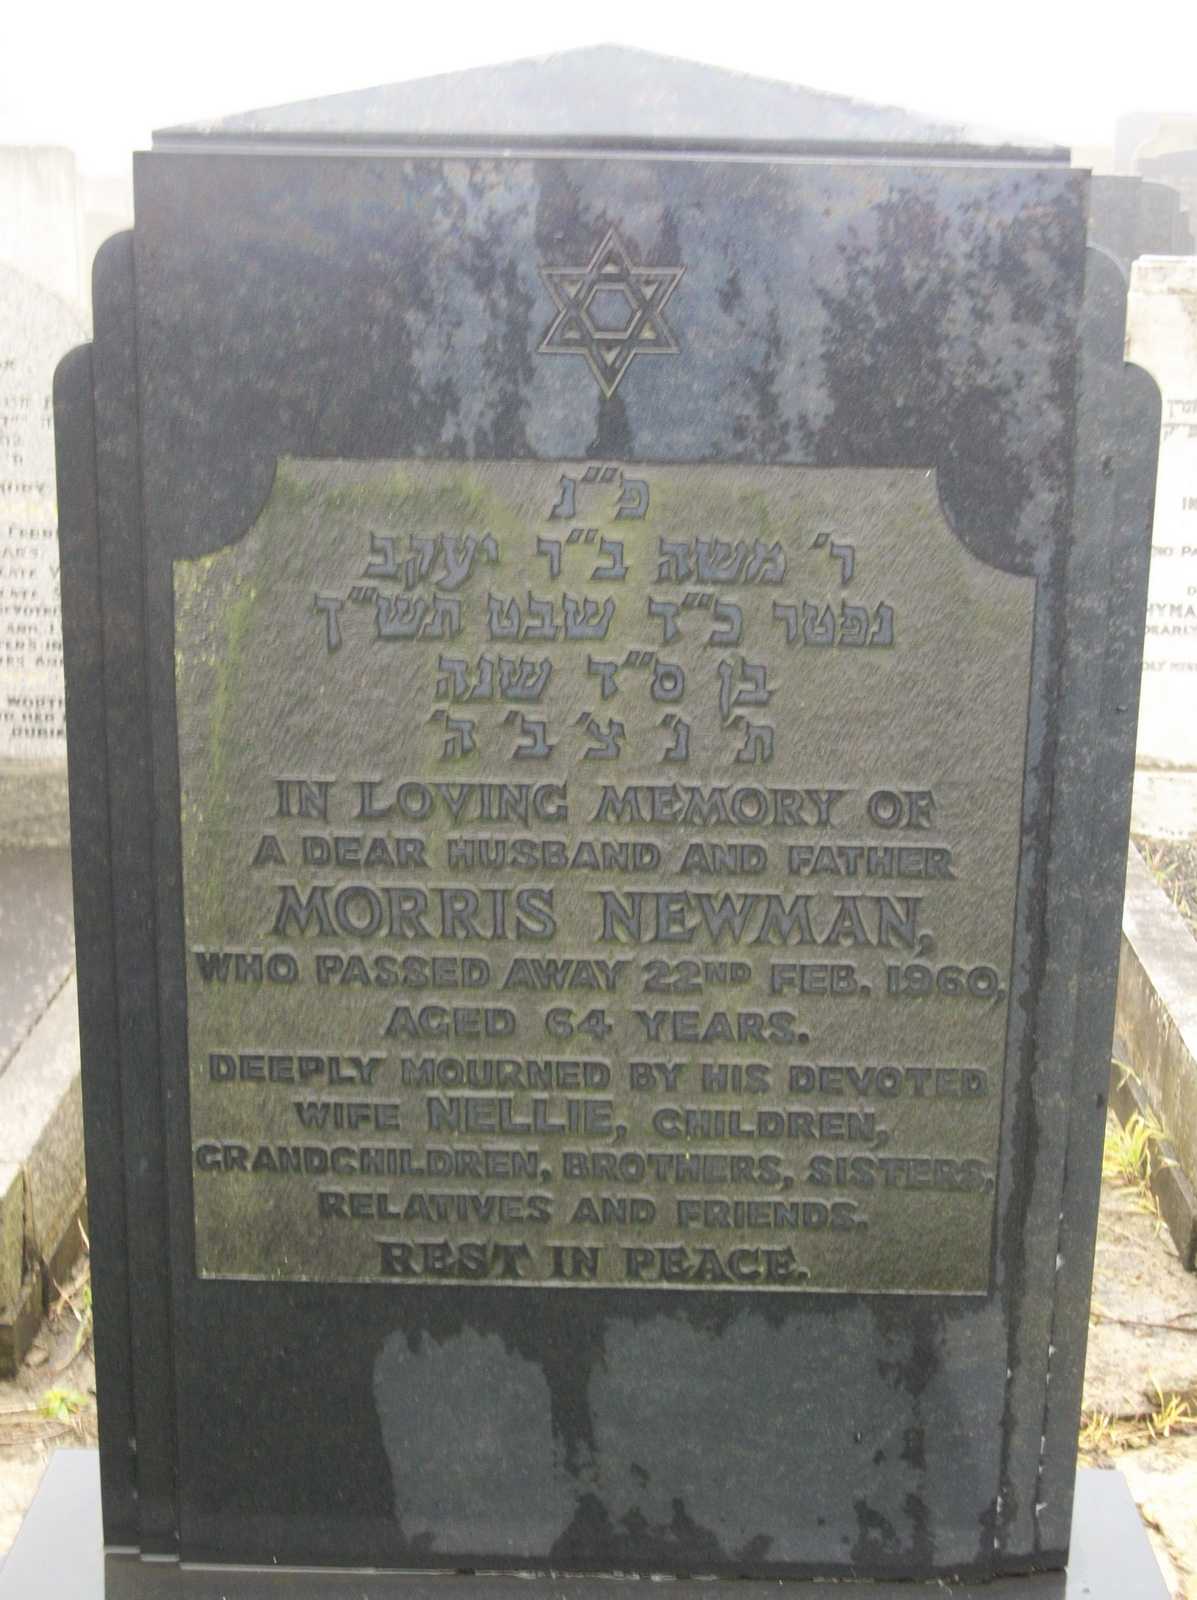 פ״נ
ר׳ משה ב״ר יעקב
נפטר כ״ד שבט תש״ך
בן ס״ד שנה
ת׳ נ׳ צ׳ ב׳ ה׳
IN LOVING MEMORY OF
A DEAR HUSBAND AND FATHER
MORRIS NEWMAN,
WHO PASSED AWAY 22ND FEB. 1960,
AGED 64 YEARS.
DEEPLY MOURNED BY HIS DEVOTED
WIFE NELLIE, CHILDREN,
GRANDCHILDREN, BROTHERS, SISTERS,
RELATIVES AND FRIENDS.
REST IN PEACE.